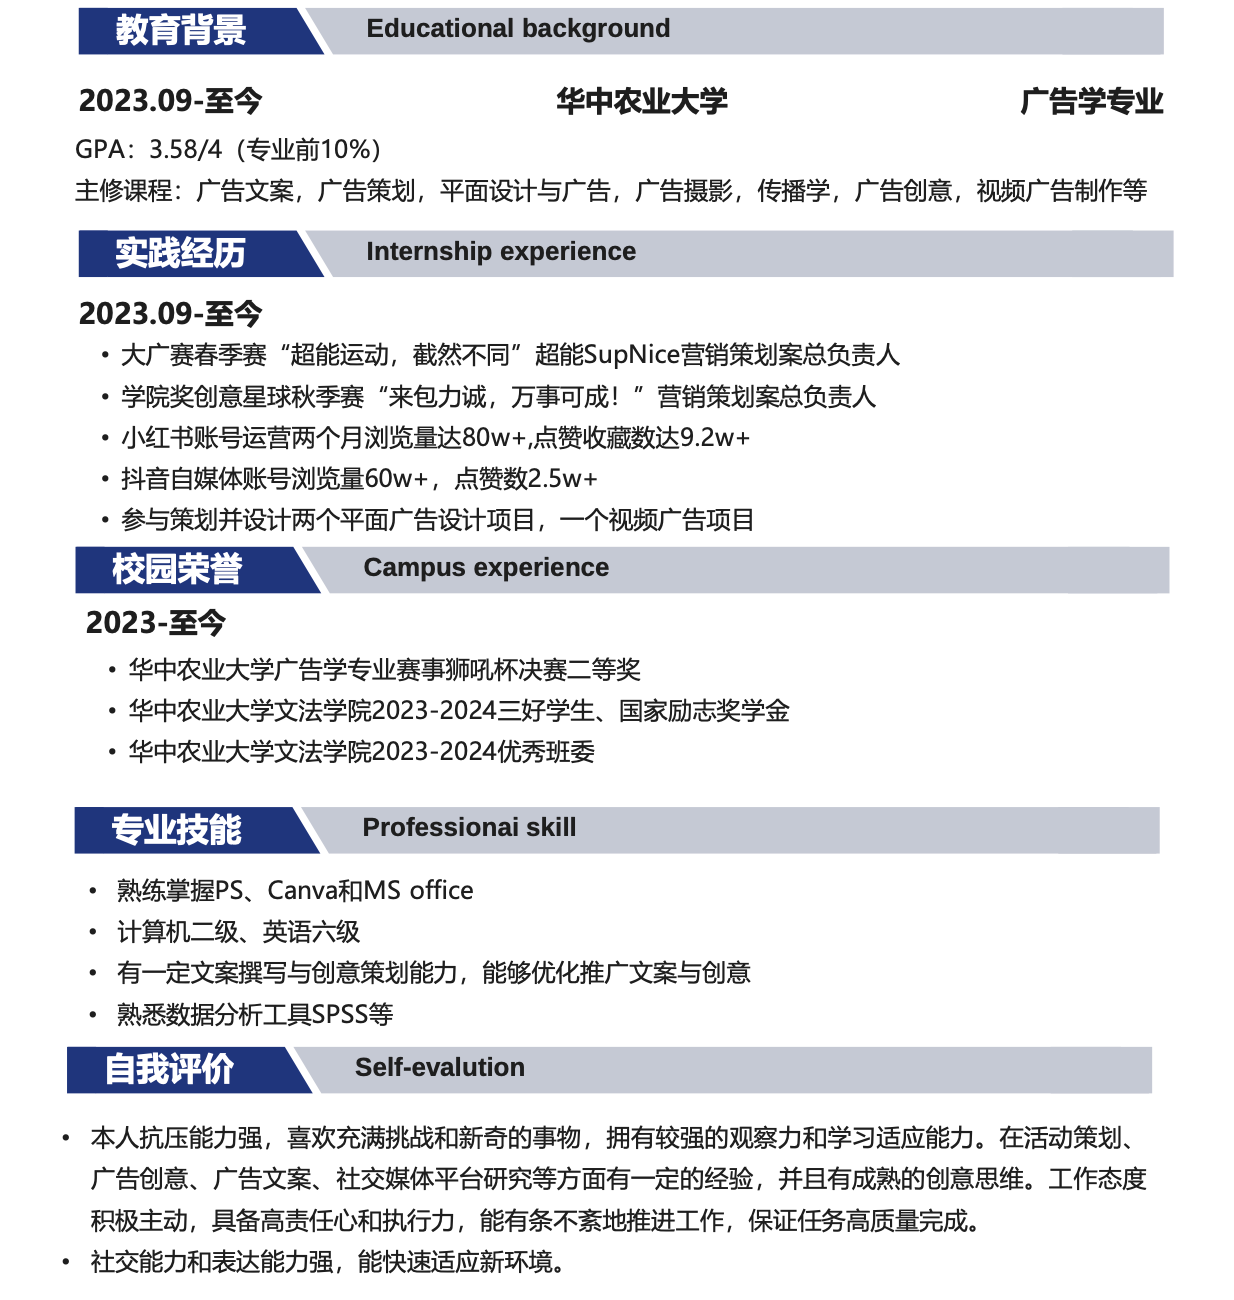 教育背景 Educational background
2023.09-至今 华中农业大学 广告学专业
GPA：3.58/4（专业前10%）
主修课程：广告文案，广告策划，平面设计与广告，广告摄影，传播学，广告创意，视频广告制作等
实践经历 Internship experience
2023.09-至今
• 大广赛春季赛“超能运动，截然不同”超能SupNice营销策划案总负责人
• 学院奖创意星球秋季赛“来包力诚，万事可成！”营销策划案总负责人
• 小红书账号运营两个月浏览量达80w+,点赞收藏数达9.2w+
• 抖音自媒体账号浏览量60w+，点赞数2.5w+
• 参与策划并设计两个平面广告设计项目，一个视频广告项目
校园荣誉 Campus experience
2023-至今
• 华中农业大学广告学专业赛事狮吼杯决赛二等奖
• 华中农业大学文法学院2023-2024三好学生、国家励志奖学金
• 华中农业大学文法学院2023-2024优秀班委
专业技能 Professionai skill
• 熟练掌握PS、Canva和MS office
• 计算机二级、英语六级
• 有一定文案撰写与创意策划能力，能够优化推广文案与创意
• 熟悉数据分析工具SPSS等
自我评价 Self-evalution
• 本人抗压能力强，喜欢充满挑战和新奇的事物，拥有较强的观察力和学习适应能力。在活动策划、
广告创意、广告文案、社交媒体平台研究等方面有一定的经验，并且有成熟的创意思维。工作态度
积极主动，具备高责任心和执行力，能有条不紊地推进工作，保证任务高质量完成。
• 社交能力和表达能力强，能快速适应新环境。